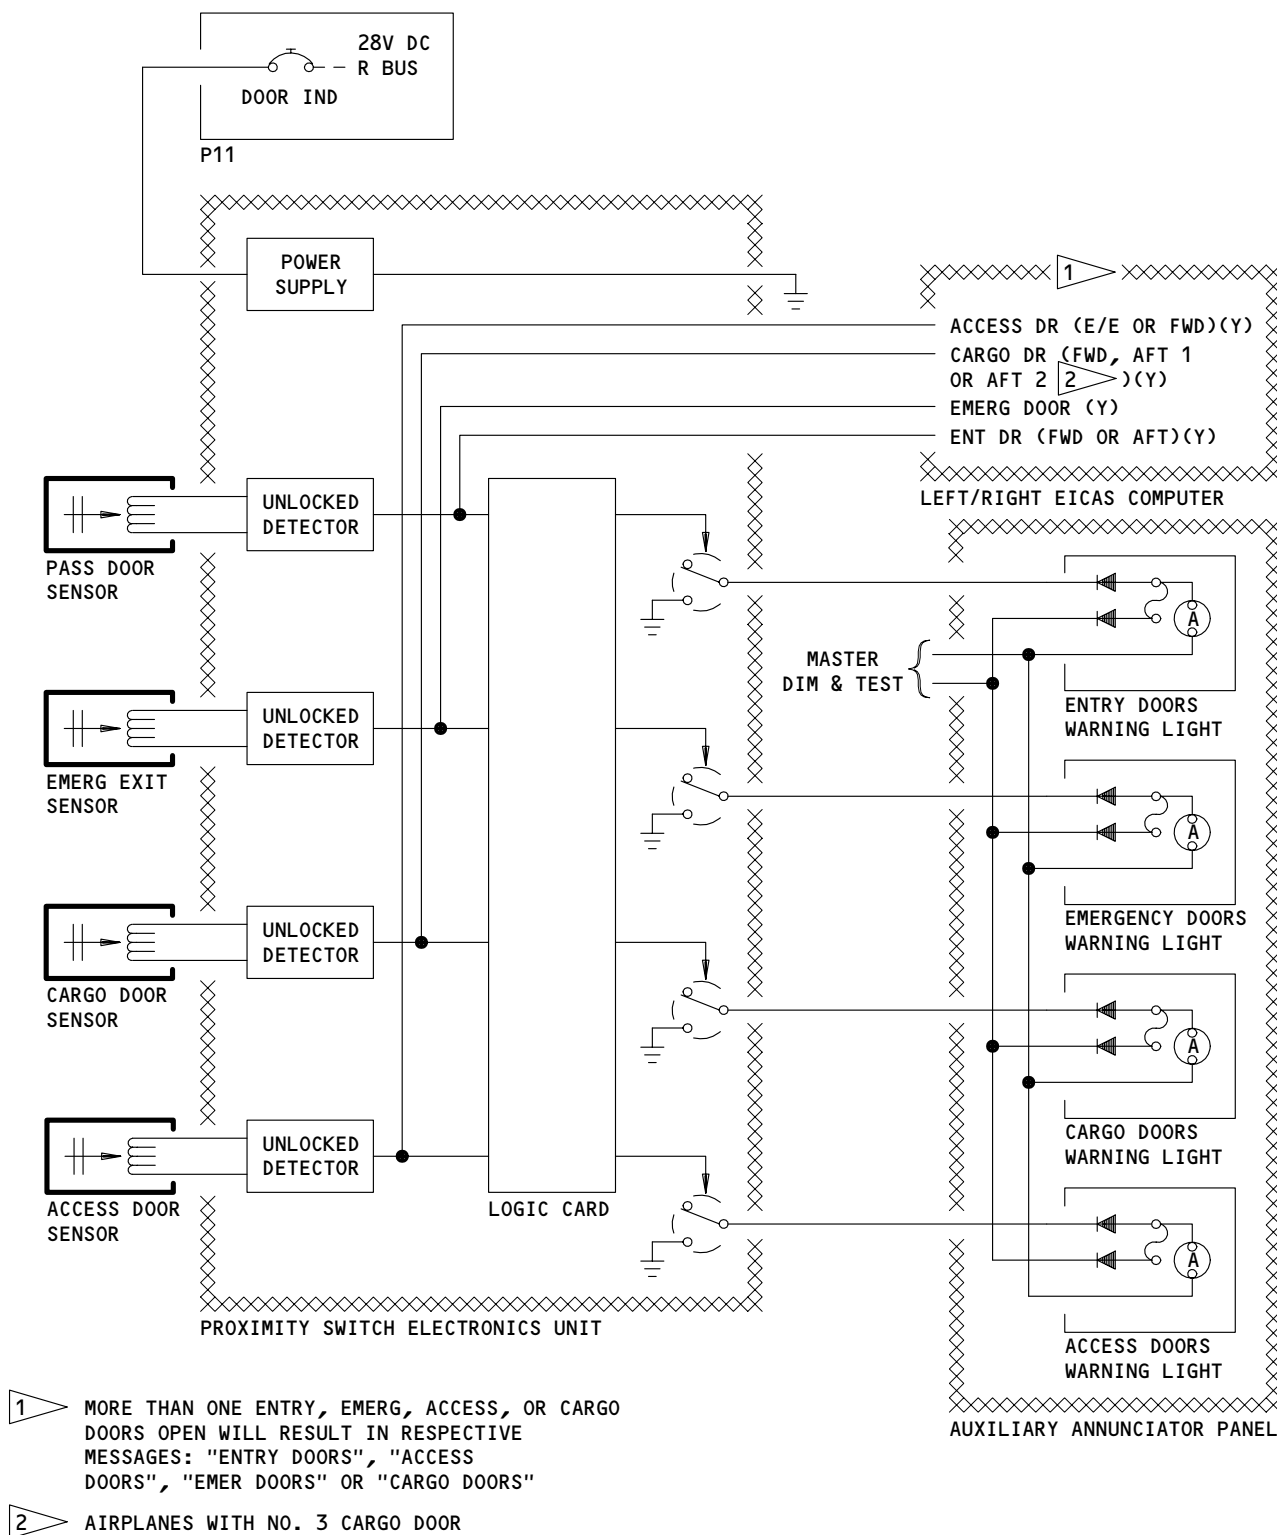 28V DC
R BUS
DOOR IND
P11
POWER
SUPPLY
1
ACCESS DR (E/E OR FWD)(Y)
CARGO DR (FWD, AFT 1
OR AFT 2 2 )(Y)
EMERG DOOR (Y)
ENT DR (FWD OR AFT)(Y)
LEFT/RIGHT EICAS COMPUTER
PASS DOOR
SENSOR
UNLOCKED
DETECTOR
EMERG EXIT
SENSOR
UNLOCKED
DETECTOR
CARGO DOOR
SENSOR
UNLOCKED
DETECTOR
ACCESS DOOR
SENSOR
UNLOCKED
DETECTOR
LOGIC CARD
PROXIMITY SWITCH ELECTRONICS UNIT
MASTER
DIM & TEST
A
ENTRY DOORS
WARNING LIGHT
A
EMERGENCY DOORS
WARNING LIGHT
A
CARGO DOORS
WARNING LIGHT
A
ACCESS DOORS
WARNING LIGHT
AUXILIARY ANNUNCIATOR PANEL
1 MORE THAN ONE ENTRY, EMERG, ACCESS, OR CARGO
DOORS OPEN WILL RESULT IN RESPECTIVE
MESSAGES: "ENTRY DOORS", "ACCESS
DOORS", "EMER DOORS" OR "CARGO DOORS"
2 AIRPLANES WITH NO. 3 CARGO DOOR